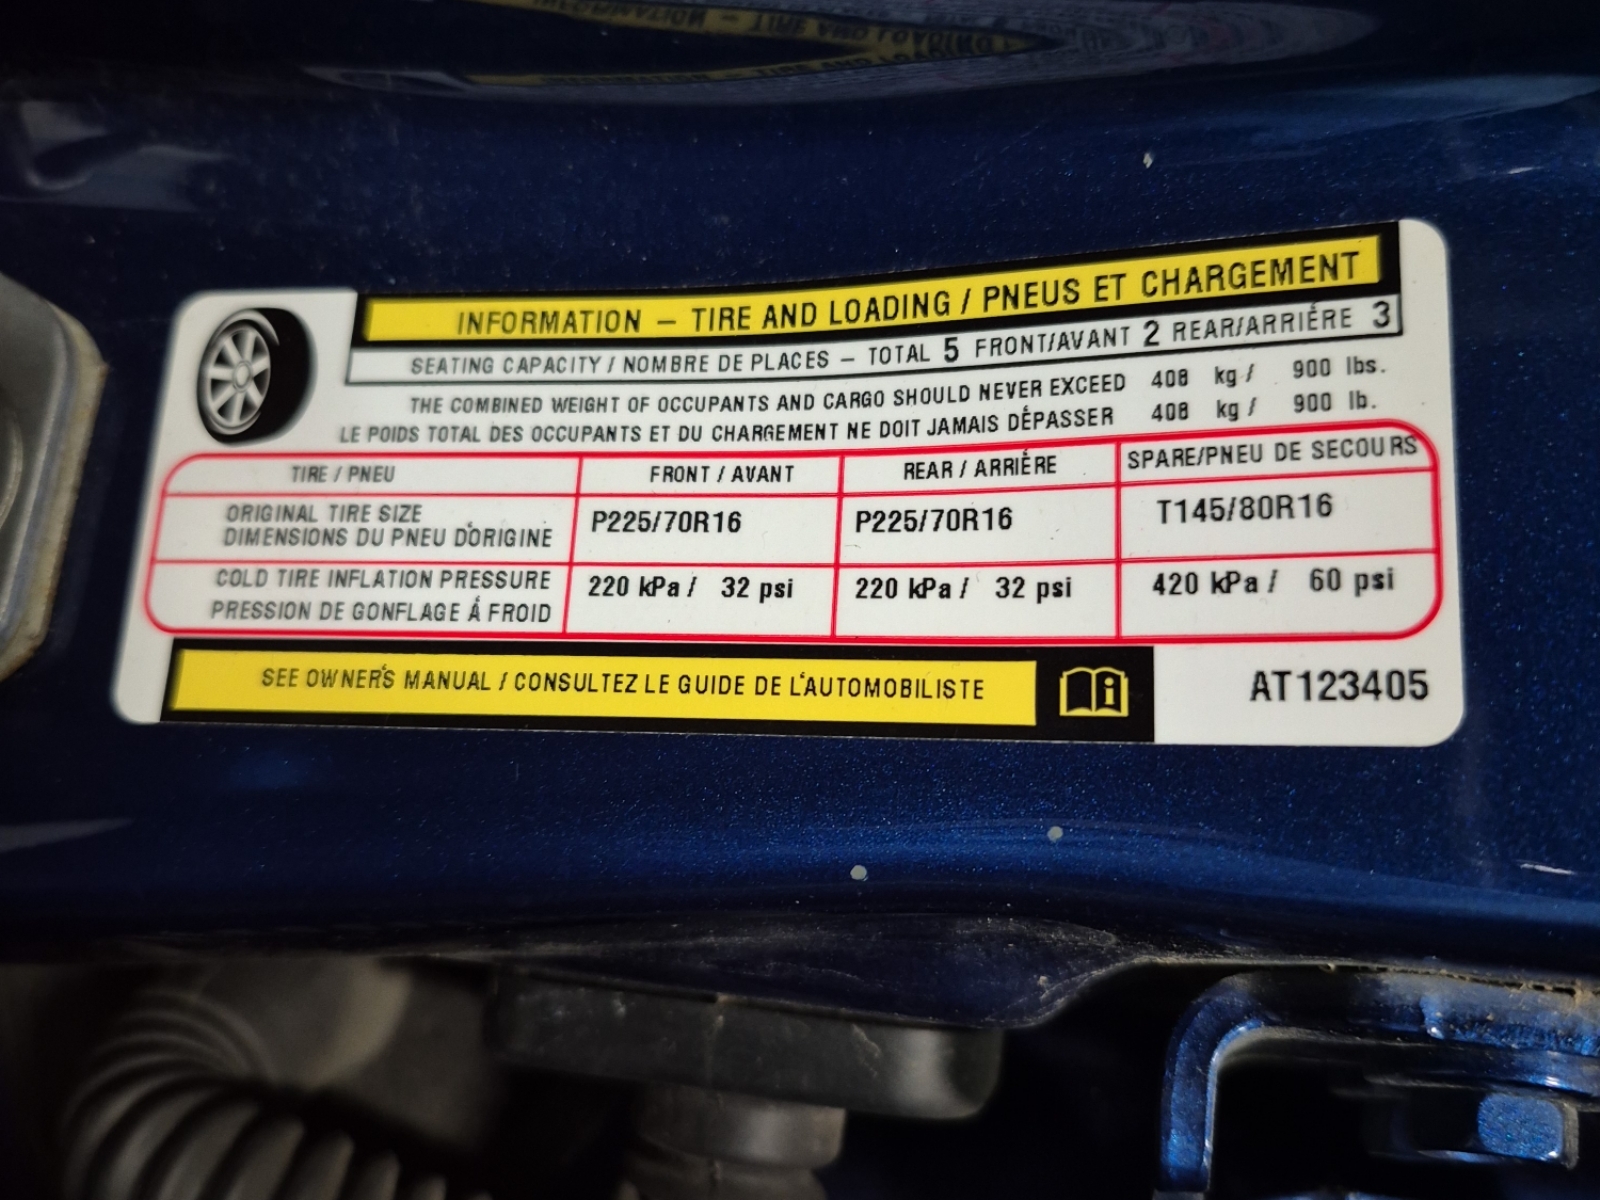 INFORMATION – TIRE AND LOADING / PNEUS ET CHARGEMENT
SEATING CAPACITY / NOMBRE DE PLACES – TOTAL 5 FRONT/AVANT 2 REAR/ARRIÈRE 3
THE COMBINED WEIGHT OF OCCUPANTS AND CARGO SHOULD NEVER EXCEED 408 kg / 900 lbs.
LE POIDS TOTAL DES OCCUPANTS ET DU CHARGEMENT NE DOIT JAMAIS DÉPASSER 408 kg / 900 lb.
TIRE / PNEU FRONT / AVANT REAR / ARRIÈRE SPARE/PNEU DE SECOURS
ORIGINAL TIRE SIZE
DIMENSIONS DU PNEU D'ORIGINE P225/70R16 P225/70R16 T145/80R16
COLD TIRE INFLATION PRESSURE
PRESSION DE GONFLAGE À FROID 220 kPa / 32 psi 220 kPa / 32 psi 420 kPa / 60 psi
SEE OWNER'S MANUAL / CONSULTEZ LE GUIDE DE L'AUTOMOBILISTE
AT123405